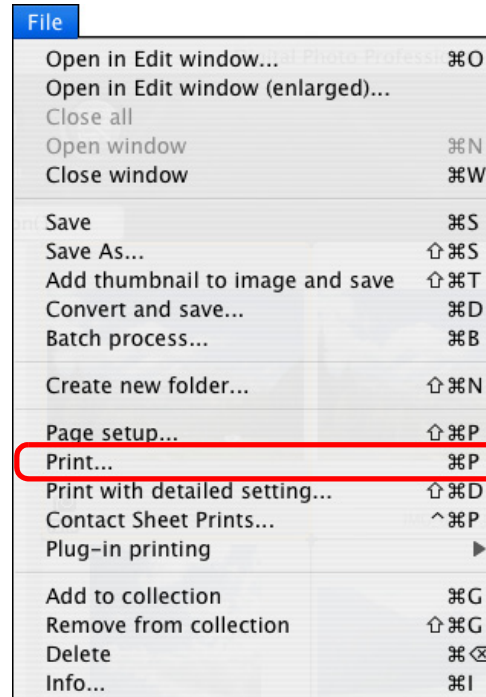 File
Open in Edit window... ⌘O
Open in Edit window (enlarged)...
Close all
Open window ⌘N
Close window ⌘W
Save ⌘S
Save As... ⇧⌘S
Add thumbnail to image and save ⇧⌘T
Convert and save... ⌘D
Batch process... ⌘B
Create new folder... ⇧⌘N
Page setup... ⇧⌘P
Print... ⌘P
Print with detailed setting... ⇧⌘D
Contact Sheet Prints... ^⌘P
Plug-in printing ▶
Add to collection ⌘G
Remove from collection ⇧⌘G
Delete ⌘⌫
Info... ⌘I